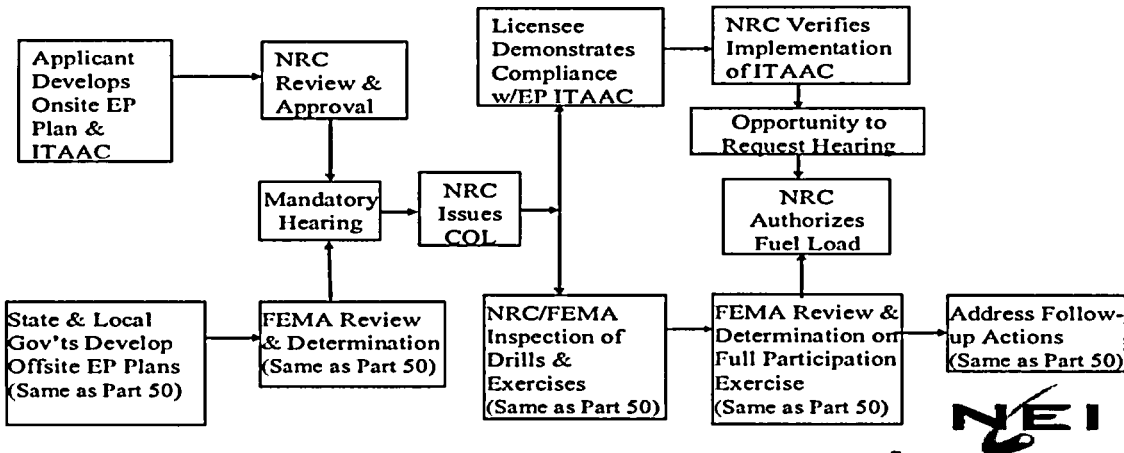 Applicant
Develops
Onsite EP
Plan &
ITAAC
NRC
Review &
Approval
Mandatory
Hearing
NRC
Issues
COL
Licensee
Demonstrates
Compliance
w/EP ITAAC
NRC Verifies
Implementation
of ITAAC
Opportunity to
Request Hearing
NRC
Authorizes
Fuel Load
State & Local
Gov'ts Develop
Offsite EP Plans
(Same as Part 50)
FEMA Review
& Determination
(Same as Part 50)
NRC/FEMA
Inspection of
Drills &
Exercises
(Same as Part 50)
FEMA Review &
Determination on
Full Participation
Exercise
(Same as Part 50)
Address Follow-
up Actions
(Same as Part 50)
NEI